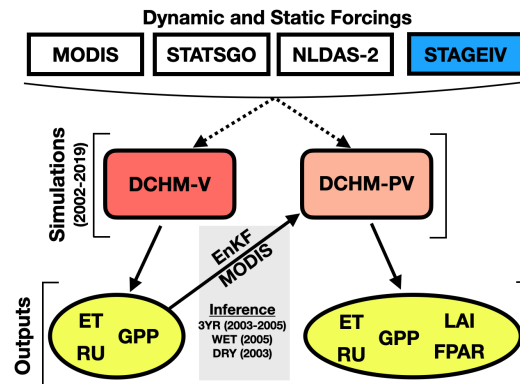 Dynamic and Static Forcings
MODIS
STATSGO
NLDAS-2
STAGEIV
Simulations
(2002-2019)
DCHM-V
DCHM-PV
EnKF
MODIS
Inference
3YR (2003-2005)
WET (2005)
DRY (2003)
Outputs
ET
GPP
RU
ET
LAI
GPP
RU
FPAR